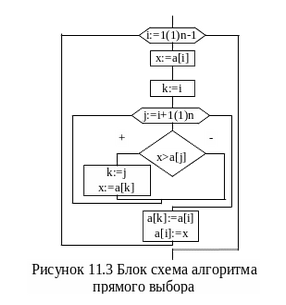 i:=1(1)n-1
x:=a[i]
k:=i
j:=i+1(1)n
+ -
x>a[j]
k:=j
x:=a[k]
a[k]:=a[i]
a[i]:=x
Рисунок 11.3 Блок схема алгоритма
прямого выбора